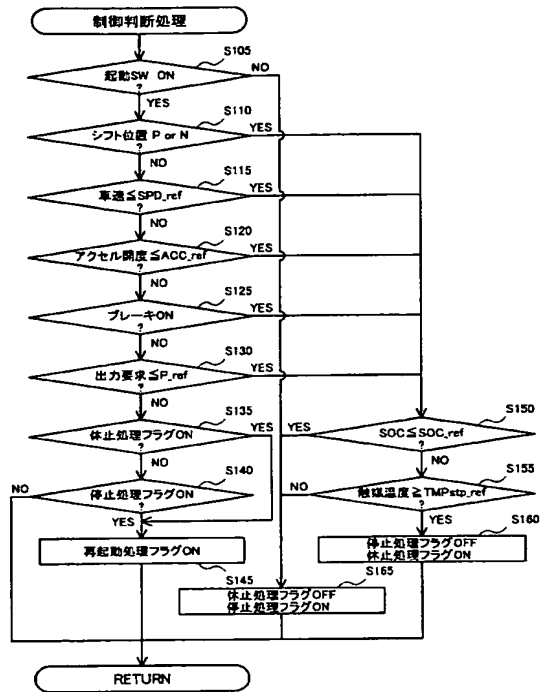 制御判断処理
S105
起動SW ON
?
NO
YES
S110
シフト位置 P or N
?
YES
NO
S115
車速≦SPD_ref
?
YES
NO
S120
アクセル開度≦ACC_ref
?
YES
NO
S125
ブレーキON
?
YES
NO
S130
出力要求≦P_ref
?
YES
NO
S135
休止処理フラグON
?
YES
NO
S140
停止処理フラグON
?
NO
YES
再起動処理フラグON
S145
S150
SOC≦SOC_ref
?
YES
NO
S155
触媒温度≧TMPstp_ref
?
NO
YES
S160
停止処理フラグOFF
休止処理フラグON
S165
休止処理フラグOFF
停止処理フラグON
RETURN